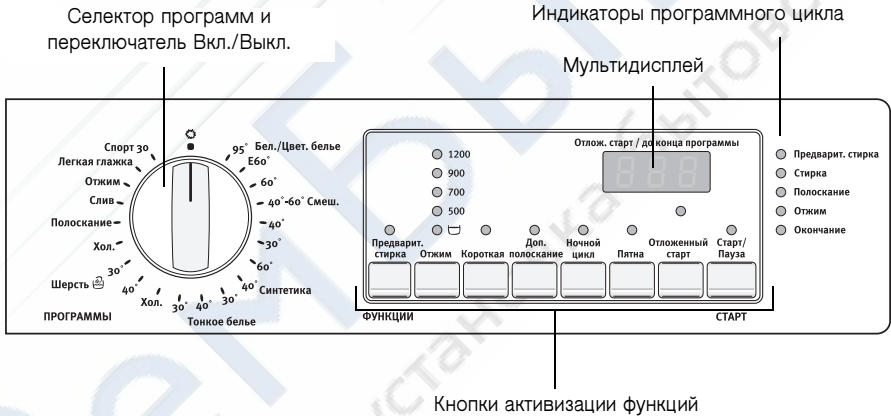 Селектор программ и
переключатель Вкл./Выкл.
Индикаторы программного цикла
Мультидисплей
Спорт 30
Легкая глажка
Отжим
Слив
Полоскание
Хол.
30°
Шерсть
40°
Хол.
30°
40°
Тонкое белье
30°
40°
Синтетика
60°
30°
40°
40°-60° Смеш.
60°
E60°
95° Бел./Цвет. белье
ПРОГРАММЫ
1200
900
700
500
Отлож. старт / до конца программы
888
Предварит. стирка
Стирка
Полоскание
Отжим
Окончание
Предварит.
стирка
Отжим
Короткая
Доп.
полоскание
Ночной
цикл
Пятна
Отложенный
старт
Старт/
Пауза
ФУНКЦИИ
СТАРТ
Кнопки активизации функций